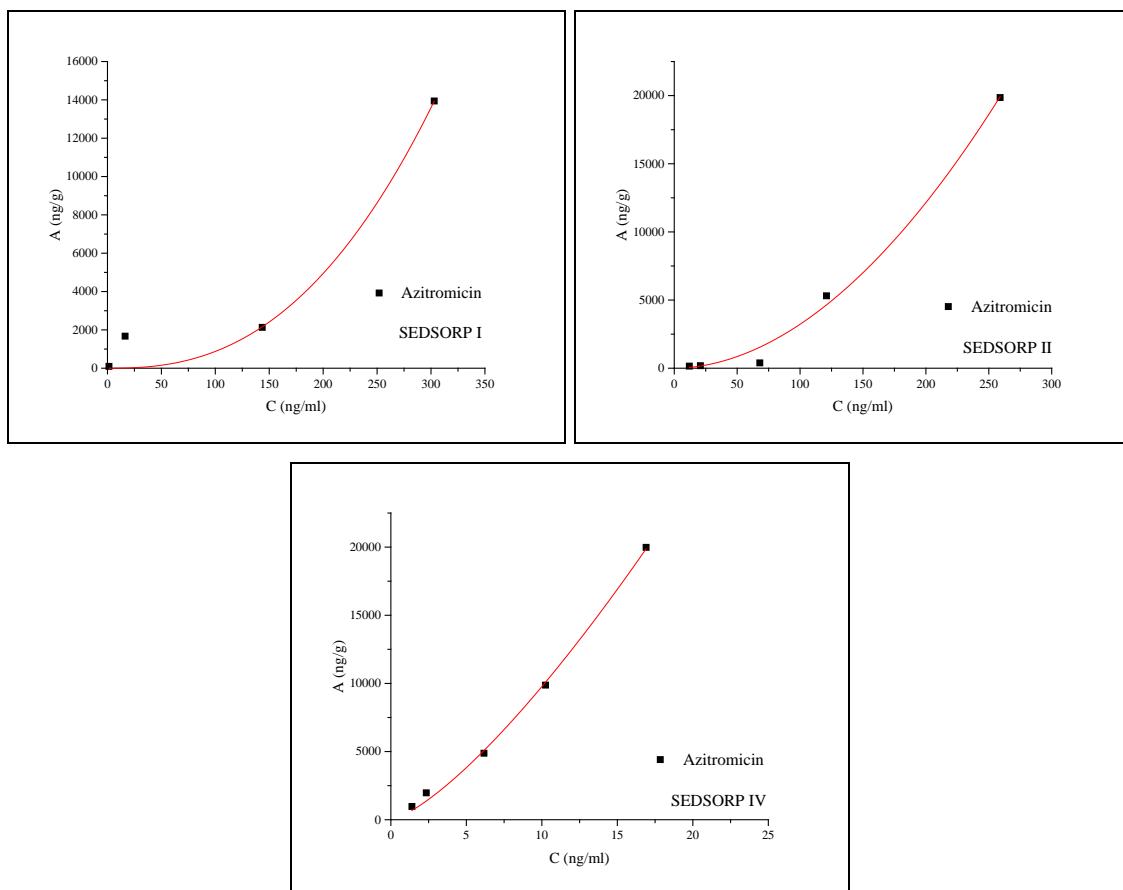 16000
14000
12000
10000
8000
6000
4000
2000
0
A (ng/g)
0 50 100 150 200 250 300 350
C (ng/ml)
Azitromicin
SEDSORP I
20000
15000
10000
5000
0
A (ng/g)
0 50 100 150 200 250 300
C (ng/ml)
Azitromicin
SEDSORP II
20000
15000
10000
5000
0
A (ng/g)
0 5 10 15 20 25
C (ng/ml)
Azitromicin
SEDSORP IV